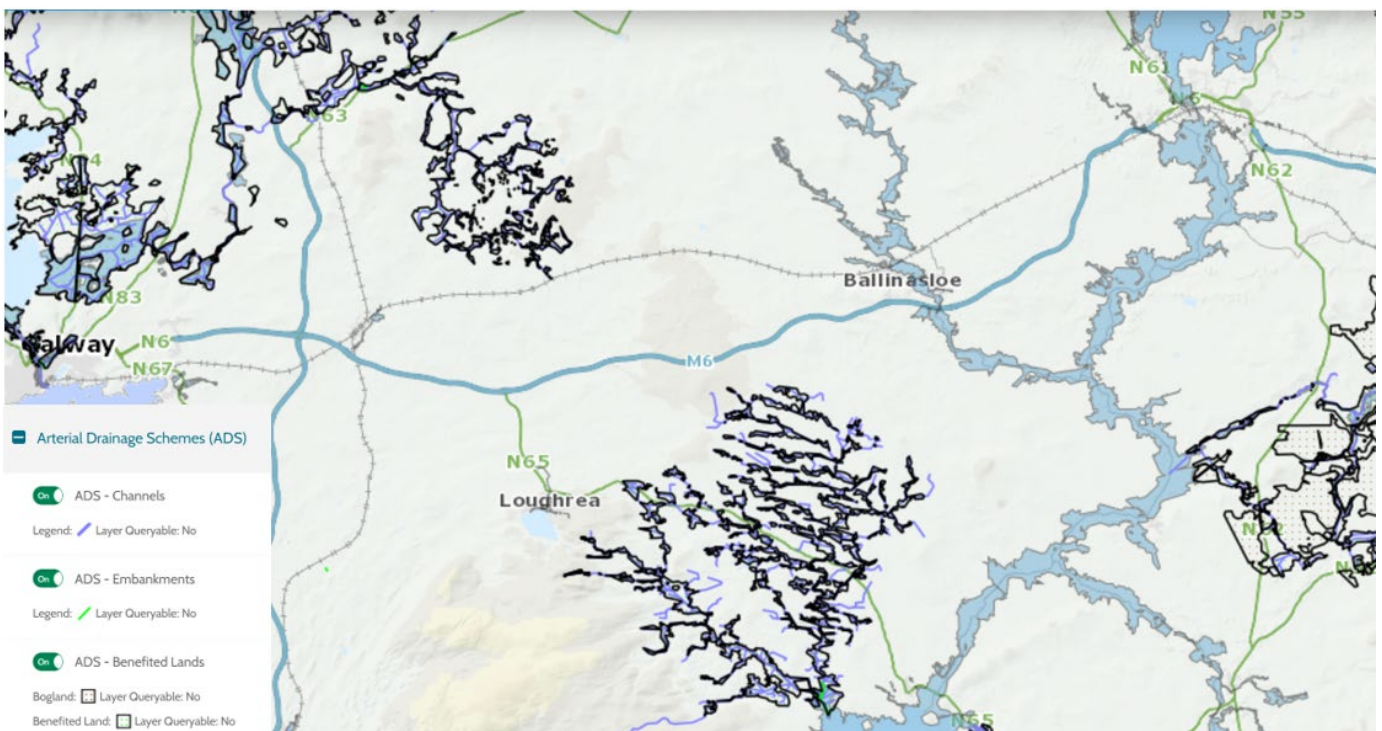 N55
N61
N63
N62
N83
Ballinasloe
N6
N67
M6
Arterial Drainage Schemes (ADS)
N65
Loughrea
On ADS - Channels
Legend: Layer Queryable: No
On ADS - Embankments
Legend: Layer Queryable: No
On ADS - Benefited Lands
Bogland: Layer Queryable: No
Benefited Land: Layer Queryable: No
N65